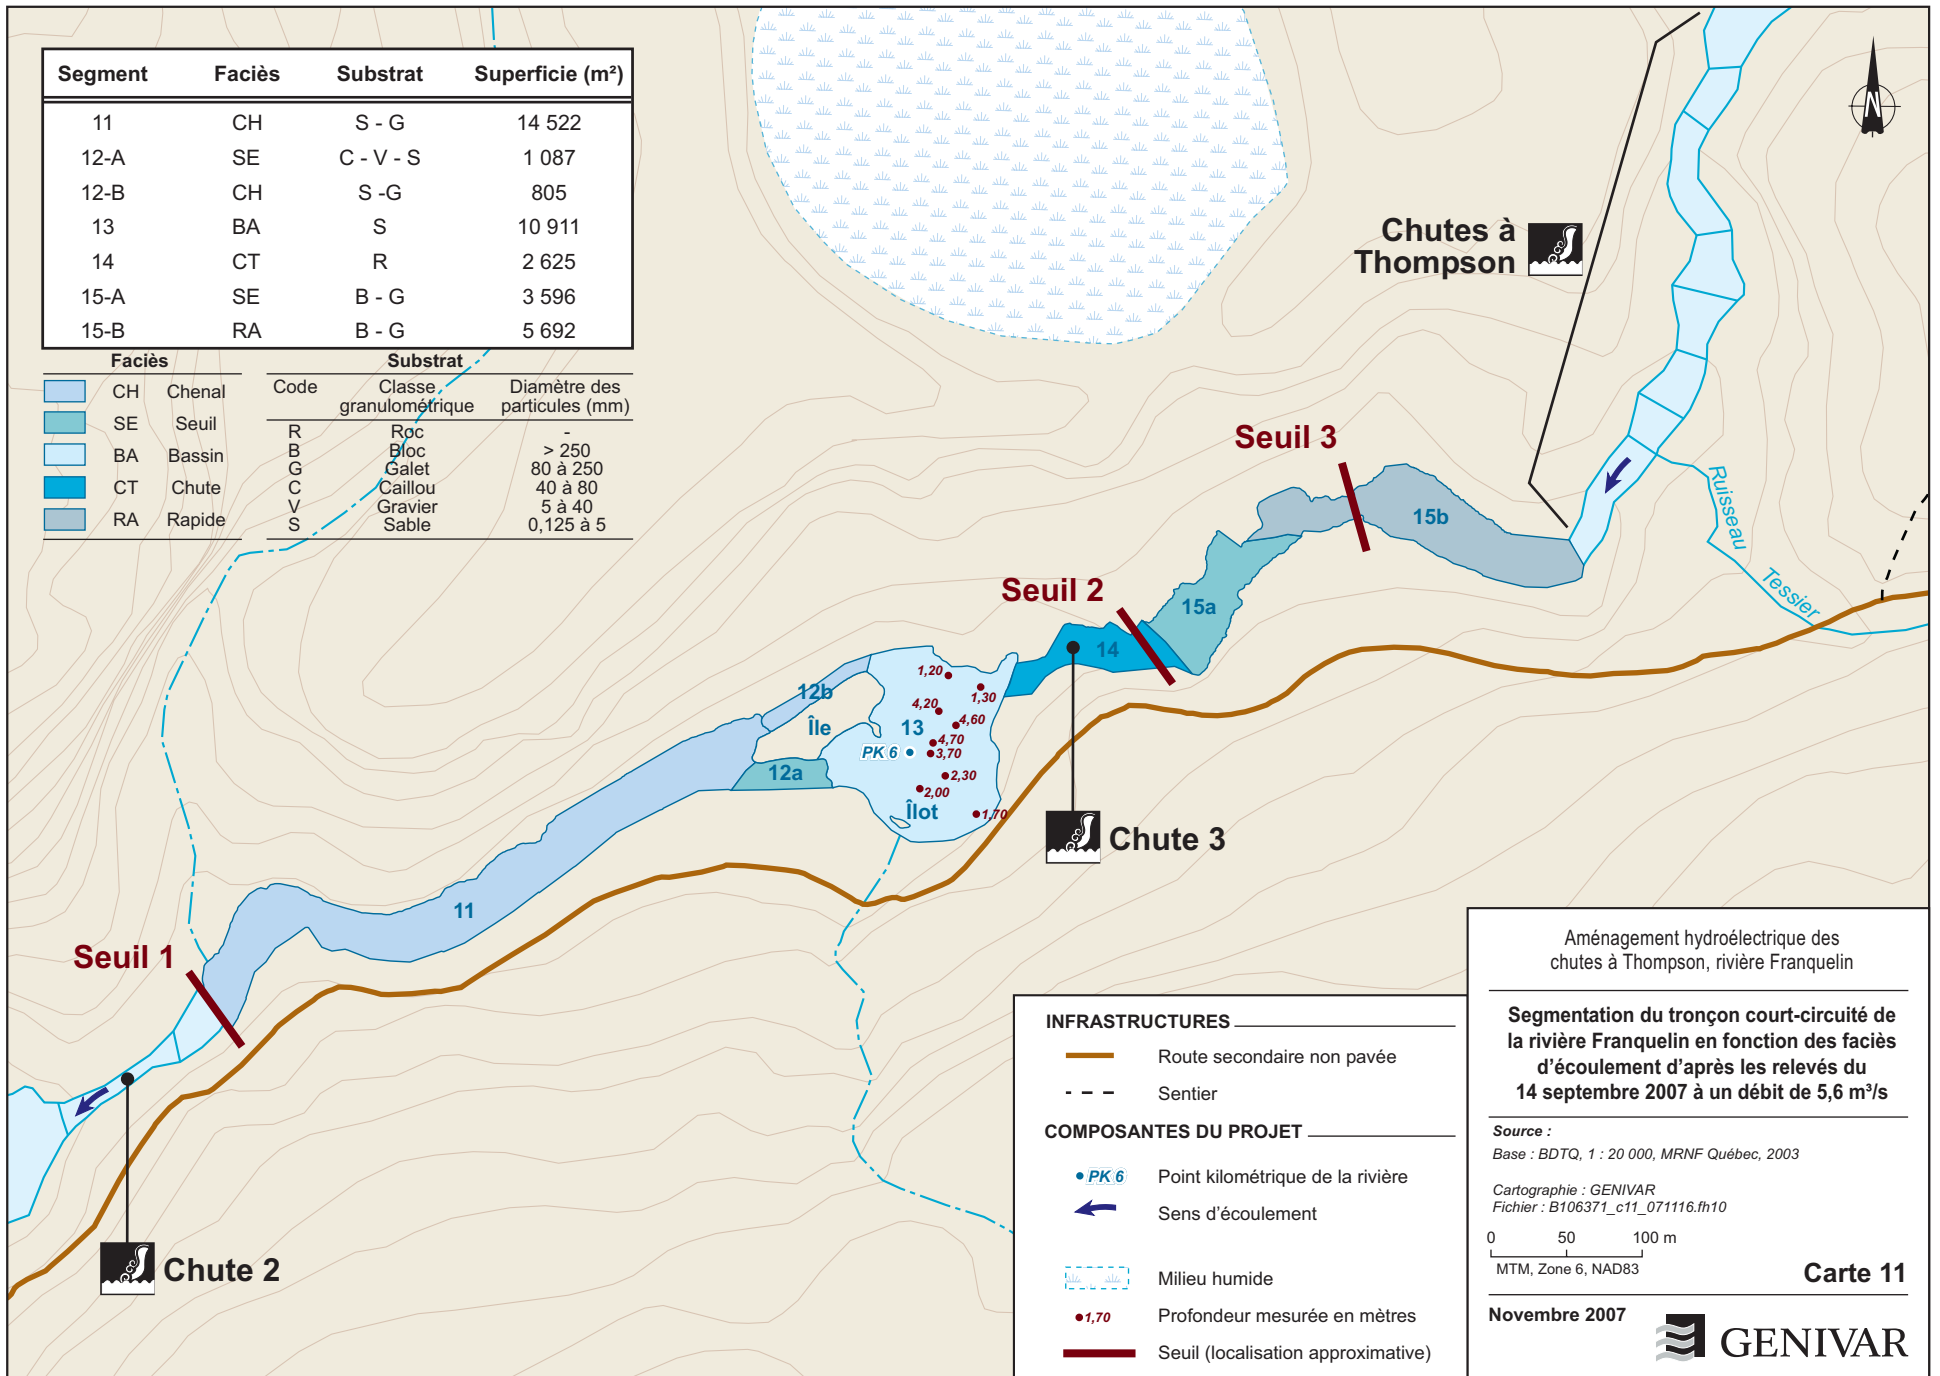 Segment Faciès Substrat Superficie (m²)
11 CH S - G 14 522
12-A SE C - V - S 1 087
12-B CH S -G 805
13 BA S 10 911
14 CT R 2 625
15-A SE B - G 3 596
15-B RA B - G 5 692
Faciès
CH Chenal
SE Seuil
BA Bassin
CT Chute
RA Rapide
Substrat
Code Classe granulométrique Diamètre des particules (mm)
R Roc -
B Bloc > 250
G Galet 80 à 250
C Caillou 40 à 80
V Gravier 5 à 40
S Sable 0,125 à 5
Chutes à
Thompson
N
Seuil 3
15b
Ruisseau
Tessier
Seuil 2
15a
14
1,20
1,30
12b
4,20
4,60
Île
13
4,70
PK 6
3,70
12a
2,30
2,00
Îlot
1,70
Chute 3
11
Seuil 1
Chute 2
INFRASTRUCTURES
Route secondaire non pavée
Sentier
COMPOSANTES DU PROJET
PK 6 Point kilométrique de la rivière
Sens d'écoulement
Milieu humide
1,70 Profondeur mesurée en mètres
Seuil (localisation approximative)
Aménagement hydroélectrique des
chutes à Thompson, rivière Franquelin
Segmentation du tronçon court-circuité de
la rivière Franquelin en fonction des faciès
d'écoulement d'après les relevés du
14 septembre 2007 à un débit de 5,6 m³/s
Source :
Base : BDTQ, 1 : 20 000, MRNF Québec, 2003
Cartographie : GENIVAR
Fichier : B106371_c11_071116.fh10
0 50 100 m
MTM, Zone 6, NAD83
Carte 11
Novembre 2007
GENIVAR